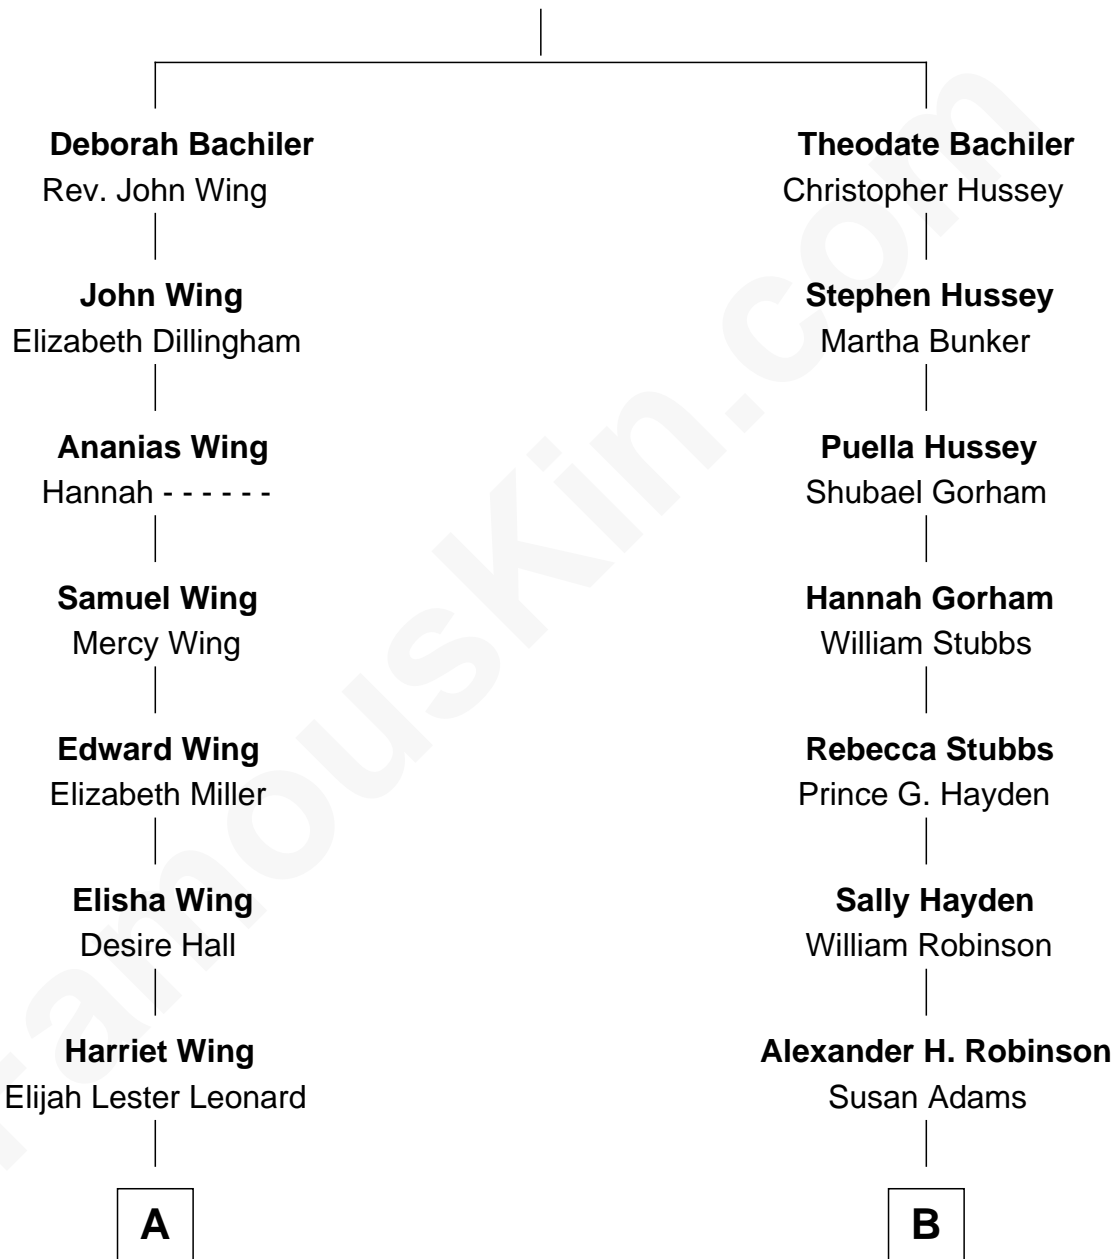 Deborah Bachiler
Rev. John Wing
John Wing
Elizabeth Dillingham
Ananias Wing
Hannah - - - - - -
Samuel Wing
Mercy Wing
Edward Wing
Elizabeth Miller
Elisha Wing
Desire Hall
Harriet Wing
Elijah Lester Leonard
A
Theodate Bachiler
Christopher Hussey
Stephen Hussey
Martha Bunker
Puella Hussey
Shubael Gorham
Hannah Gorham
William Stubbs
Rebecca Stubbs
Prince G. Hayden
Sally Hayden
William Robinson
Alexander H. Robinson
Susan Adams
B
FamousKin.com